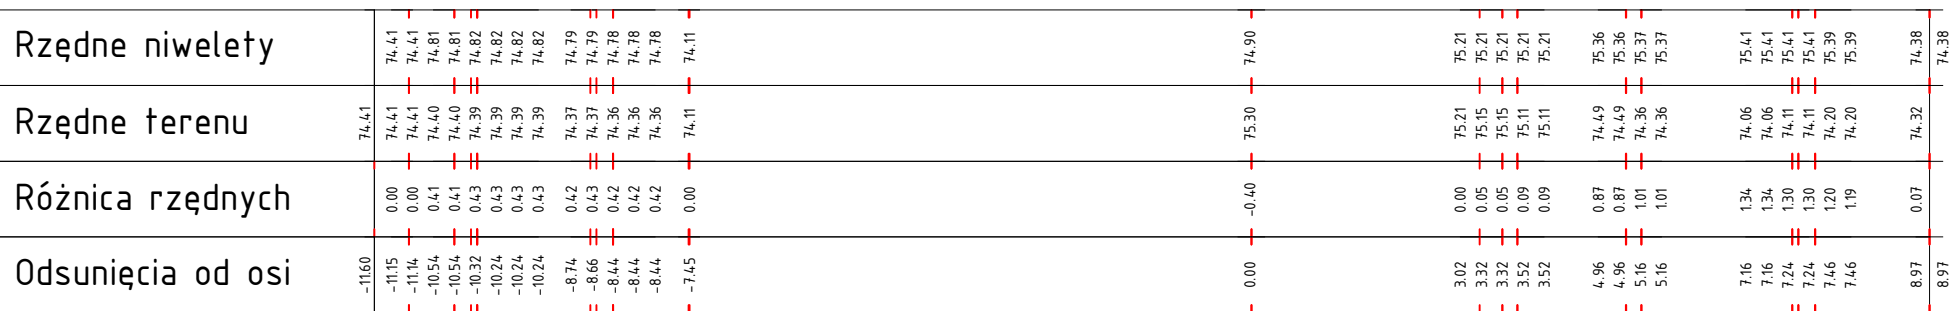 Rzędne niwelety 74.41 74.41 74.81 74.81 74.82 74.82 74.82 74.82 74.79 74.79 74.78 74.78 74.78 74.11 74.90 75.21 75.21 75.21 75.21 75.21 75.36 75.36 75.37 75.37 75.41 75.41 75.41 75.41 75.39 75.39 74.38 74.38
Rzędne terenu 74.41 74.41 74.41 74.40 74.40 74.39 74.39 74.39 74.39 74.37 74.37 74.36 74.36 74.36 74.11 75.30 75.21 75.15 75.15 75.11 75.11 74.49 74.49 74.36 74.36 74.06 74.06 74.11 74.11 74.20 74.20 74.32
Różnica rzędnych 0.00 0.00 0.41 0.41 0.43 0.43 0.43 0.43 0.42 0.43 0.42 0.42 0.42 0.00 -0.40 0.00 0.05 0.05 0.09 0.09 0.87 0.87 1.01 1.01 1.34 1.34 1.30 1.30 1.20 1.19 0.07
Odsunięcia od osi -11.60 -11.15 -11.14 -10.54 -10.54 -10.32 -10.24 -10.24 -10.24 -8.74 -8.66 -8.44 -8.44 -8.44 -7.45 0.00 3.02 3.32 3.32 3.52 3.52 4.96 4.96 5.16 5.16 7.16 7.16 7.24 7.24 7.46 7.46 8.97 8.97